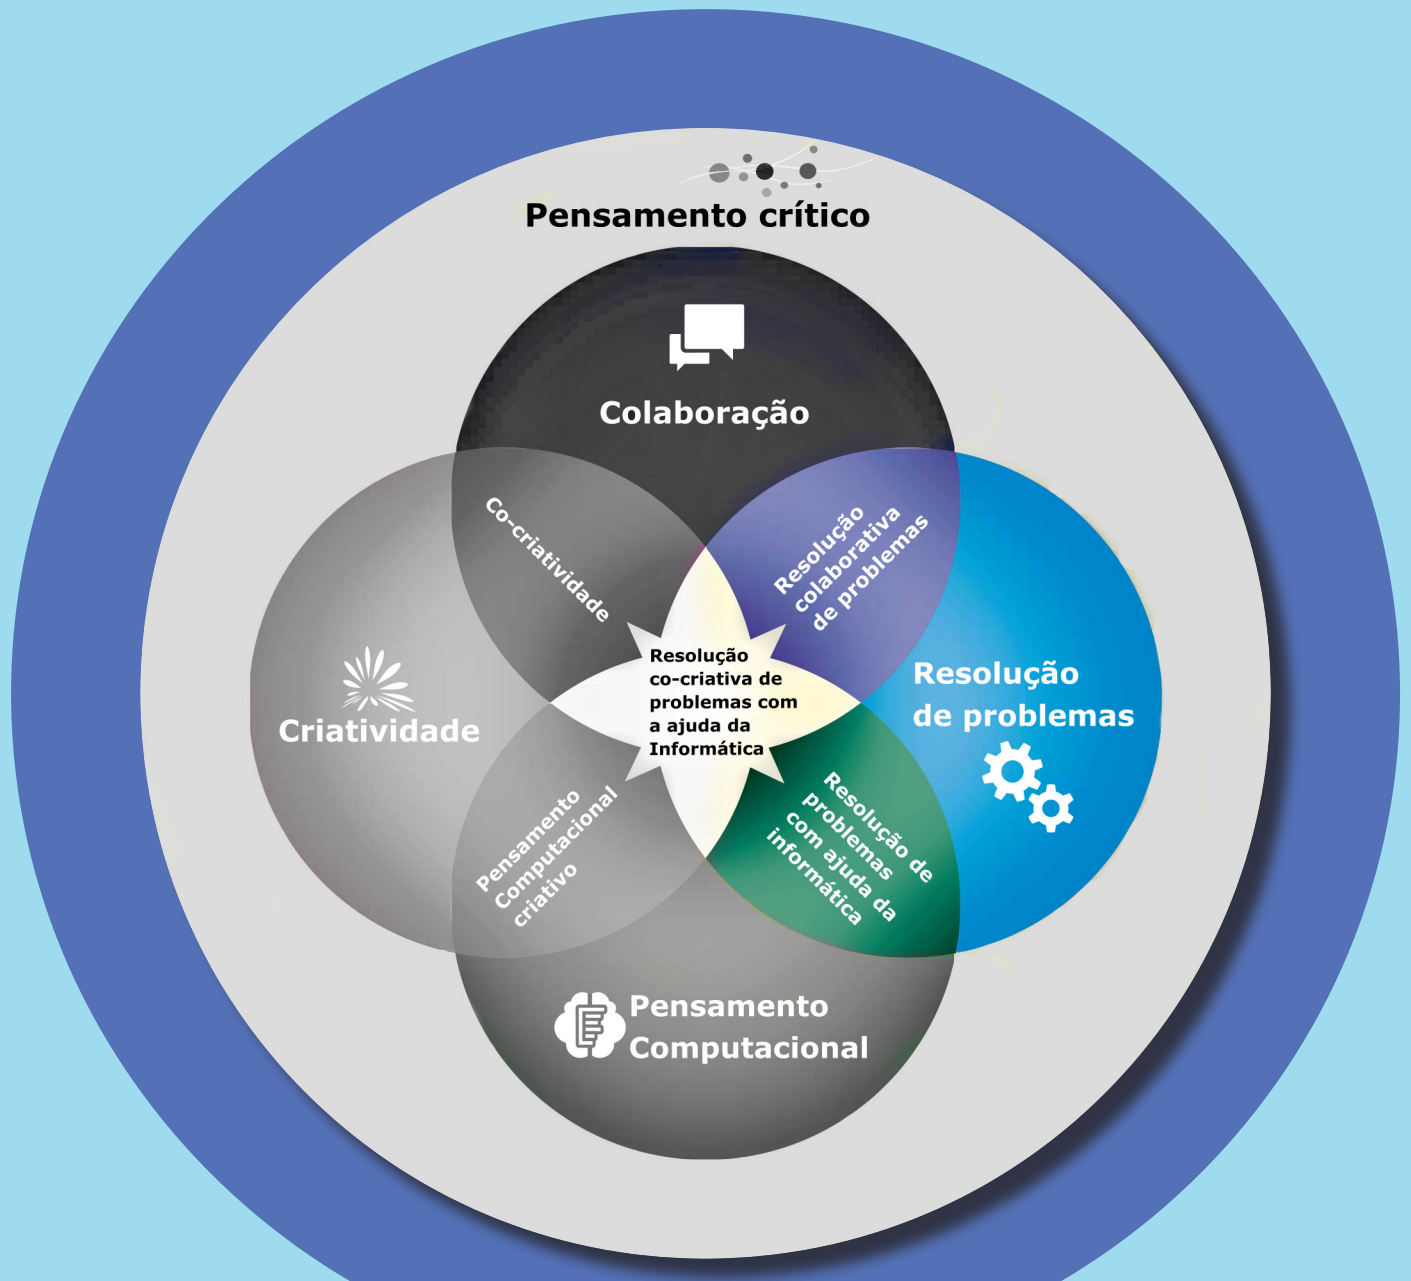 Pensamento crítico
Colaboração
Co-criatividade
Resolução
colaborativa
de problemas
Resolução
co-criativa de
problemas com
a ajuda da
Informática
Criatividade
Resolução
de problemas
Pensamento
Computacional
criativo
Resolução de
problemas
com ajuda da
informática
Pensamento
Computacional